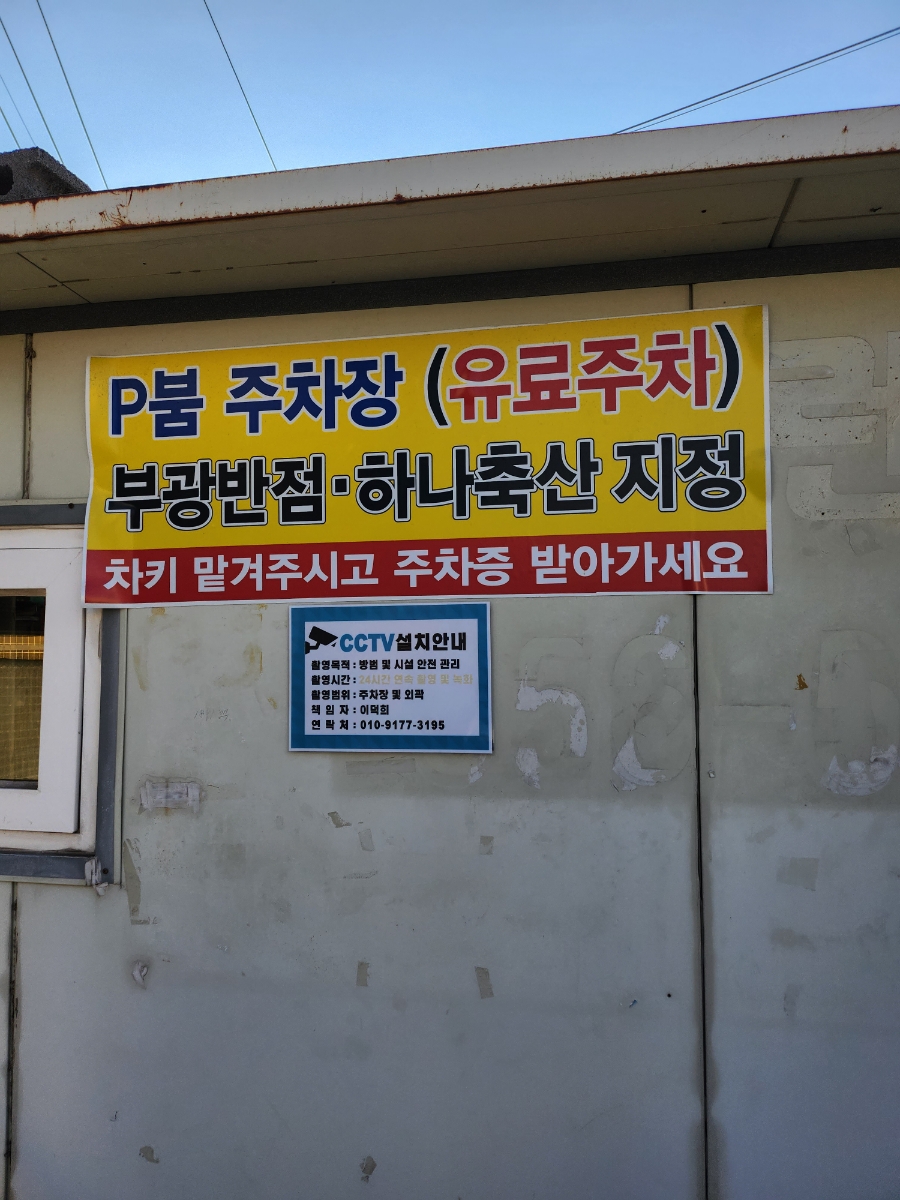 P붐 주차장 (유료주차)
부광반점·하나축산 지정
차키 맡겨주시고 주차증 받아가세요
CCTV설치안내
촬영목적 : 방범 및 시설 안전 관리
촬영시간 : 24시간 연속 촬영 및 녹화
촬영범위 : 주차장 및 외곽
책 임 자 : 이덕희
연 락 처 : 010-9177-3195